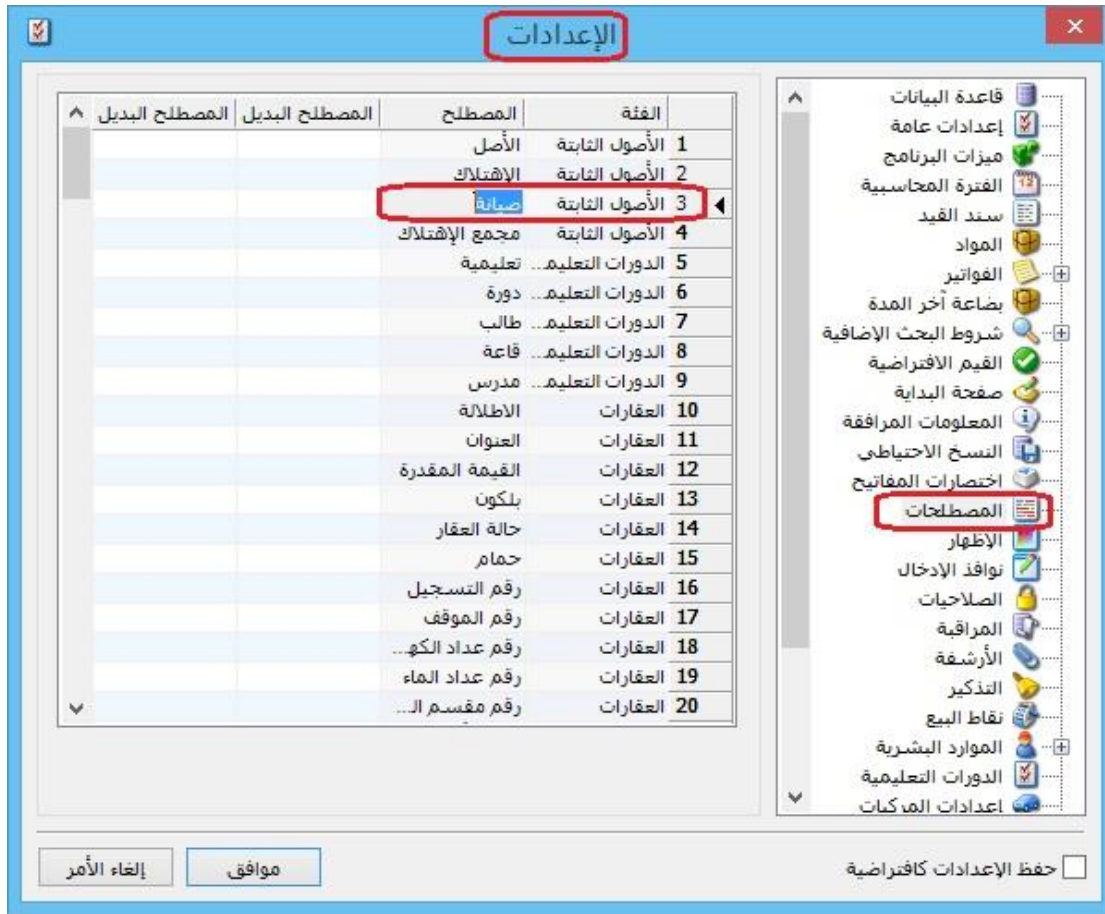 الإعدادات
قاعدة البيانات
إعدادات عامة
ميزات البرنامج
الفترة المحاسبية
سند القيد
المواد
الفواتير
بضاعة آخر المدة
شروط البحث الإضافية
القيم الافتراضية
صفحة البداية
المعلومات المرافقة
النسخ الاحتياطي
اختصارات المفاتيح
المصطلحات
الإظهار
نوافذ الإدخال
الصلاحيات
المراقبة
الأرشفة
التذكير
نقاط البيع
الموارد البشرية
الدورات التعليمية
إعدادات المركبات
الفئة المصطلح المصطلح البديل المصطلح البديل
1 الأصول الثابتة الأصل
2 الأصول الثابتة الإهتلاك
3 الأصول الثابتة صيانة
4 الأصول الثابتة مجمع الإهتلاك
5 الدورات التعليم... تعليمية
6 الدورات التعليم... دورة
7 الدورات التعليم... طالب
8 الدورات التعليم... قاعة
9 الدورات التعليم... مدرس
10 العقارات الاطلالة
11 العقارات العنوان
12 العقارات القيمة المقدرة
13 العقارات بلكون
14 العقارات حالة العقار
15 العقارات حمام
16 العقارات رقم التسجيل
17 العقارات رقم الموقف
18 العقارات رقم عداد الكه...
19 العقارات رقم عداد الماء
20 العقارات رقم مقسم ال...
حفظ الإعدادات كافتراضية
موافق
إلغاء الأمر